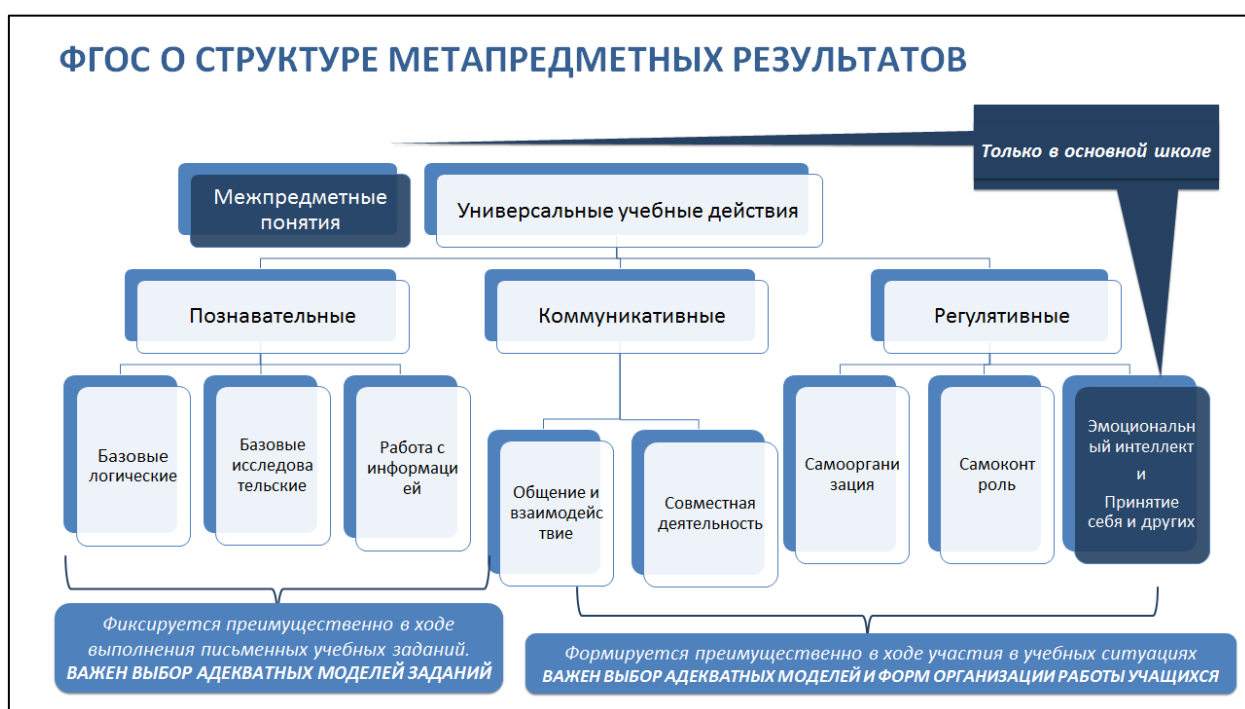 ФГОС О СТРУКТУРЕ МЕТАПРЕДМЕТНЫХ РЕЗУЛЬТАТОВ
Только в основной школе
Межпредметные
понятия
Универсальные учебные действия
Познавательные
Коммуникативные
Регулятивные
Базовые
логические
Базовые
исследова
тельские
Работа с
информаци
ей
Общение и
взаимодейс
твие
Совместная
деятельность
Самооргани
зация
Самоконт
роль
Эмоциональн
ый интеллект
и
Принятие
себя и других
Фиксируется преимущественно в ходе
выполнения письменных учебных заданий.
ВАЖЕН ВЫБОР АДЕКВАТНЫХ МОДЕЛЕЙ ЗАДАНИЙ
Формируется преимущественно в ходе участия в учебных ситуациях
ВАЖЕН ВЫБОР АДЕКВАТНЫХ МОДЕЛЕЙ И ФОРМ ОРГАНИЗАЦИИ РАБОТЫ УЧАЩИХСЯ